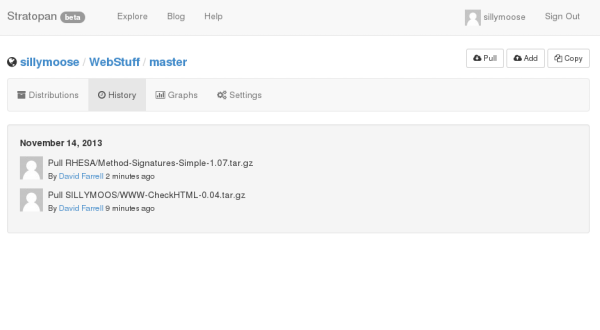 Stratopan beta Explore Blog Help sillymoose Sign Out
sillymoose / WebStuff / master Pull Add Copy
Distributions History Graphs Settings
November 14, 2013
Pull RHESA/Method-Signatures-Simple-1.07.tar.gz
By David Farrell 2 minutes ago
Pull SILLYMOOS/WWW-CheckHTML-0.04.tar.gz
By David Farrell 9 minutes ago